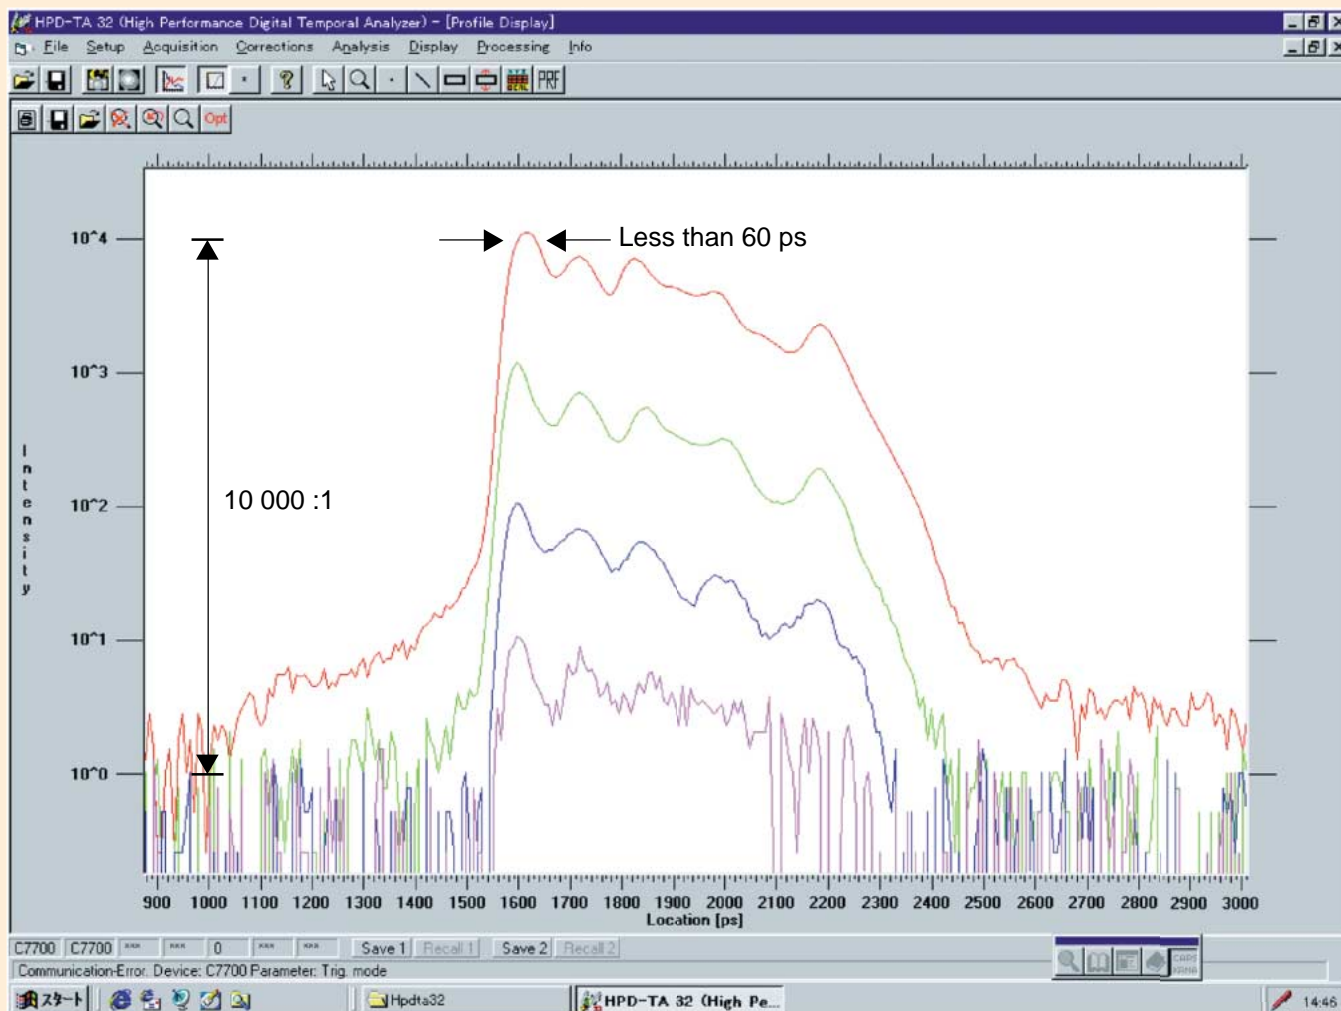 HPD-TA 32 (High Performance Digital Temporal Analyzer) - [Profile Display]
File Setup Acquisition Corrections Analysis Display Processing Info
PRF
Opt
Less than 60 ps
10^4
10^3
10 000 :1
10^2
10^1
10^0
Intensity
900 1000 1100 1200 1300 1400 1500 1600 1700 1800 1900 2000 2100 2200 2300 2400 2500 2600 2700 2800 2900 3000
Location [ps]
C7700 C7700 *** *** 0 *** *** Save 1 Recall 1 Save 2 Recall 2
CAPS
KANA
Communication-Error. Device: C7700 Parameter: Trig. mode
スタート Hpdta32 HPD-TA 32 (High Pe... 14:46